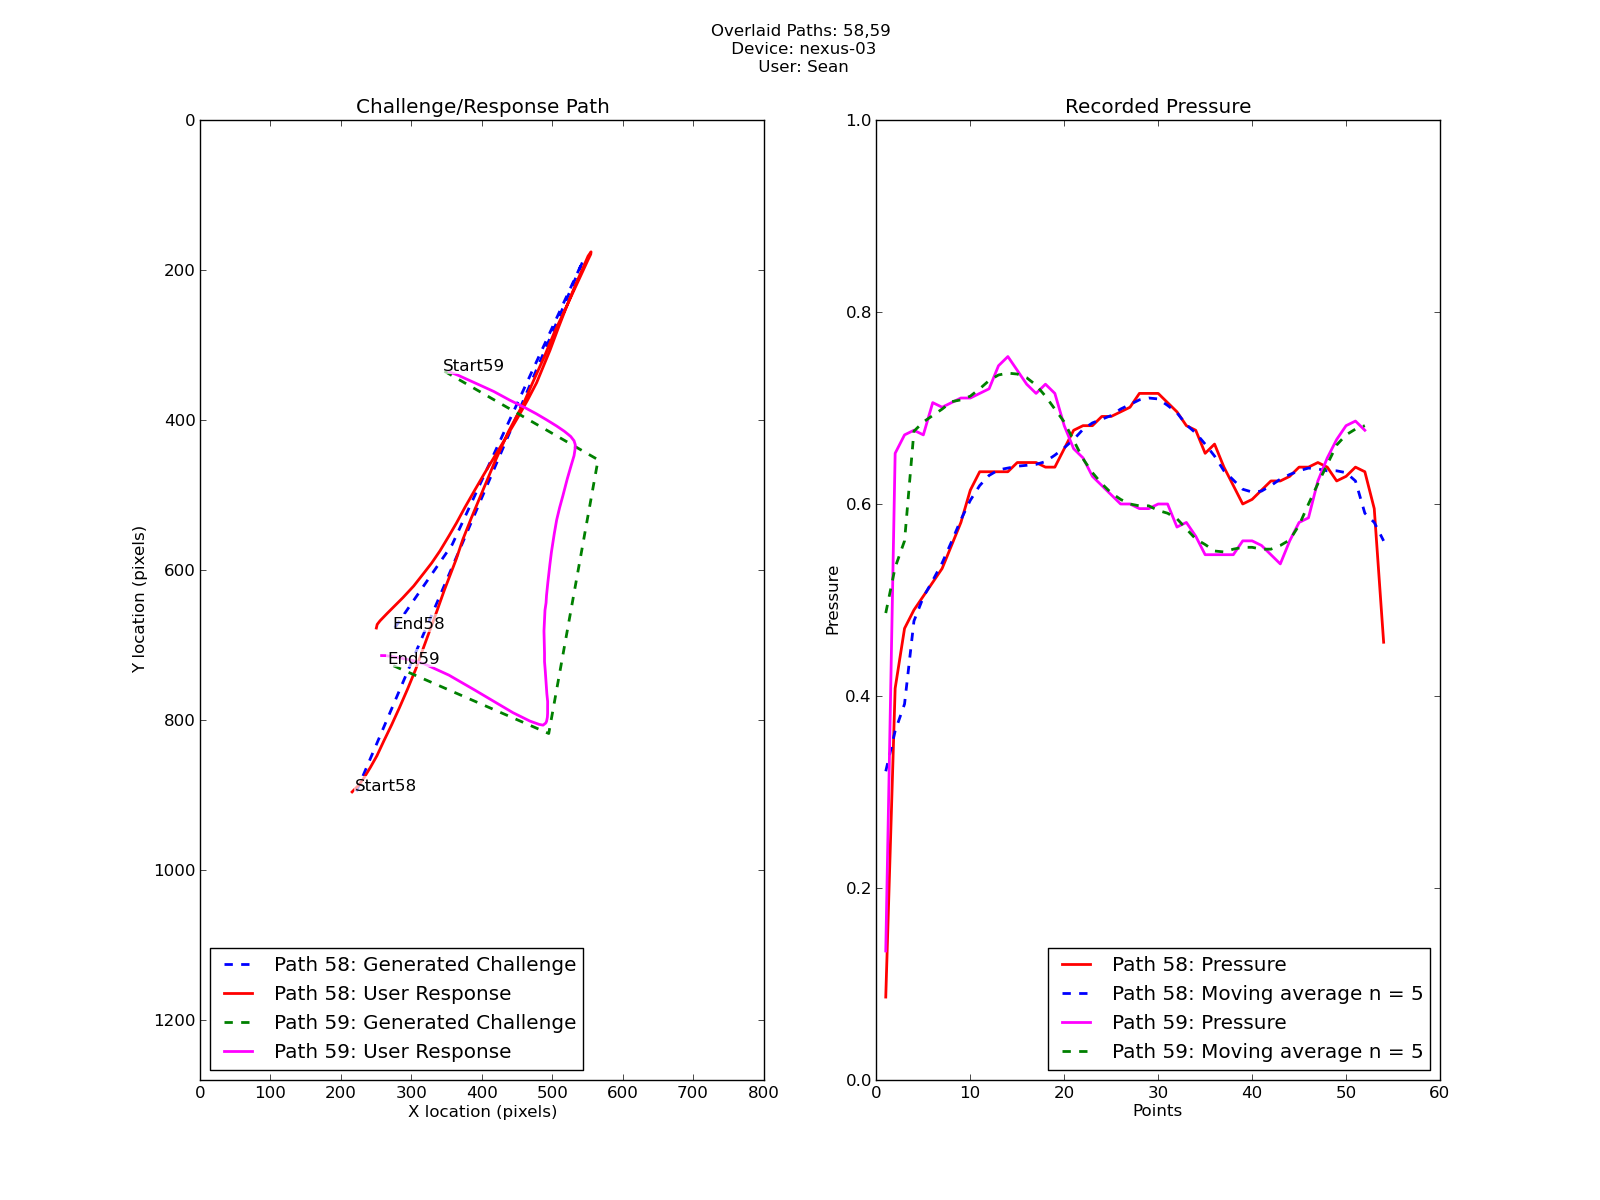 Overlaid Paths: 58,59
Device: nexus-03
User: Sean
Challenge/Response Path
0
200
400
600
800
1000
1200
Y location (pixels)
Start59
End58
End59
Start58
Path 58: Generated Challenge
Path 58: User Response
Path 59: Generated Challenge
Path 59: User Response
0 100 200 300 400 500 600 700 800
X location (pixels)
Recorded Pressure
1.0
0.8
0.6
0.4
0.2
0.0
Pressure
Path 58: Pressure
Path 58: Moving average n = 5
Path 59: Pressure
Path 59: Moving average n = 5
0 10 20 30 40 50 60
Points